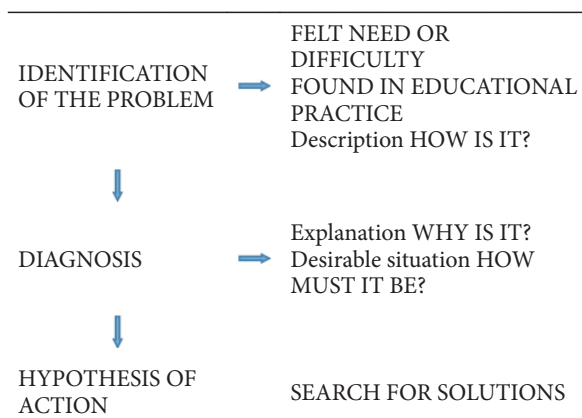 IDENTIFICATION
OF THE PROBLEM
FELT NEED OR
DIFFICULTY
FOUND IN EDUCATIONAL
PRACTICE
Description HOW IS IT?
DIAGNOSIS
Explanation WHY IS IT?
Desirable situation HOW
MUST IT BE?
HYPOTHESIS OF
ACTION
SEARCH FOR SOLUTIONS